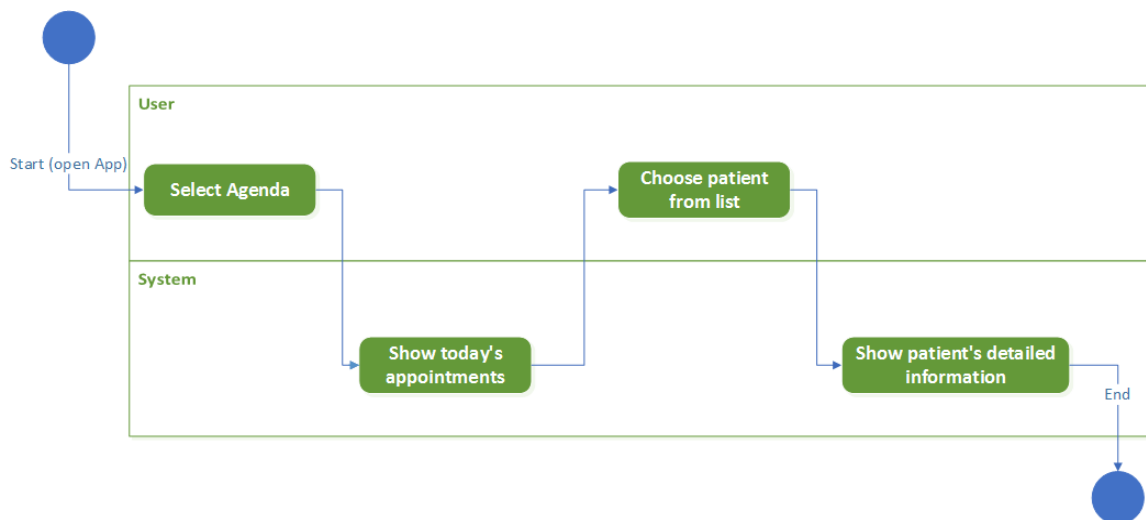 User
Start (open App)
Select Agenda
Choose patient
from list
System
Show today's
appointments
Show patient's detailed
information
End